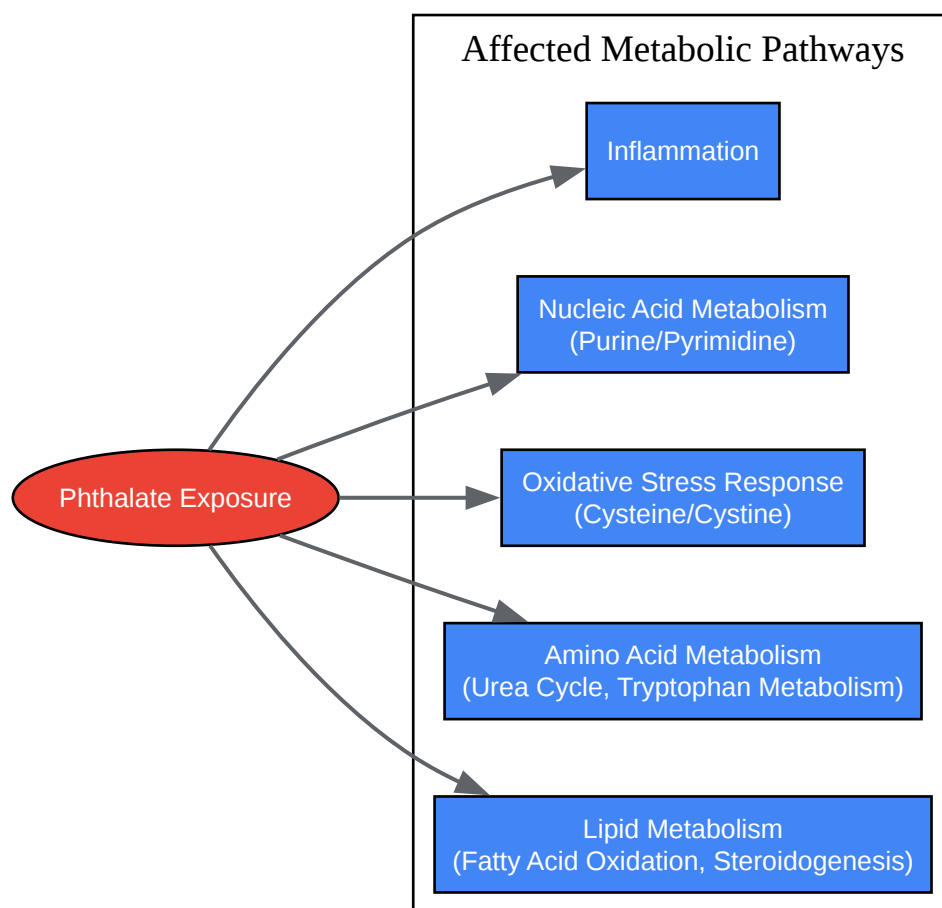 Affected Metabolic Pathways
Inflammation
Nucleic Acid Metabolism
(Purine/Pyrimidine)
Phthalate Exposure
Oxidative Stress Response
(Cysteine/Cystine)
Amino Acid Metabolism
(Urea Cycle, Tryptophan Metabolism)
Lipid Metabolism
(Fatty Acid Oxidation, Steroidogenesis)